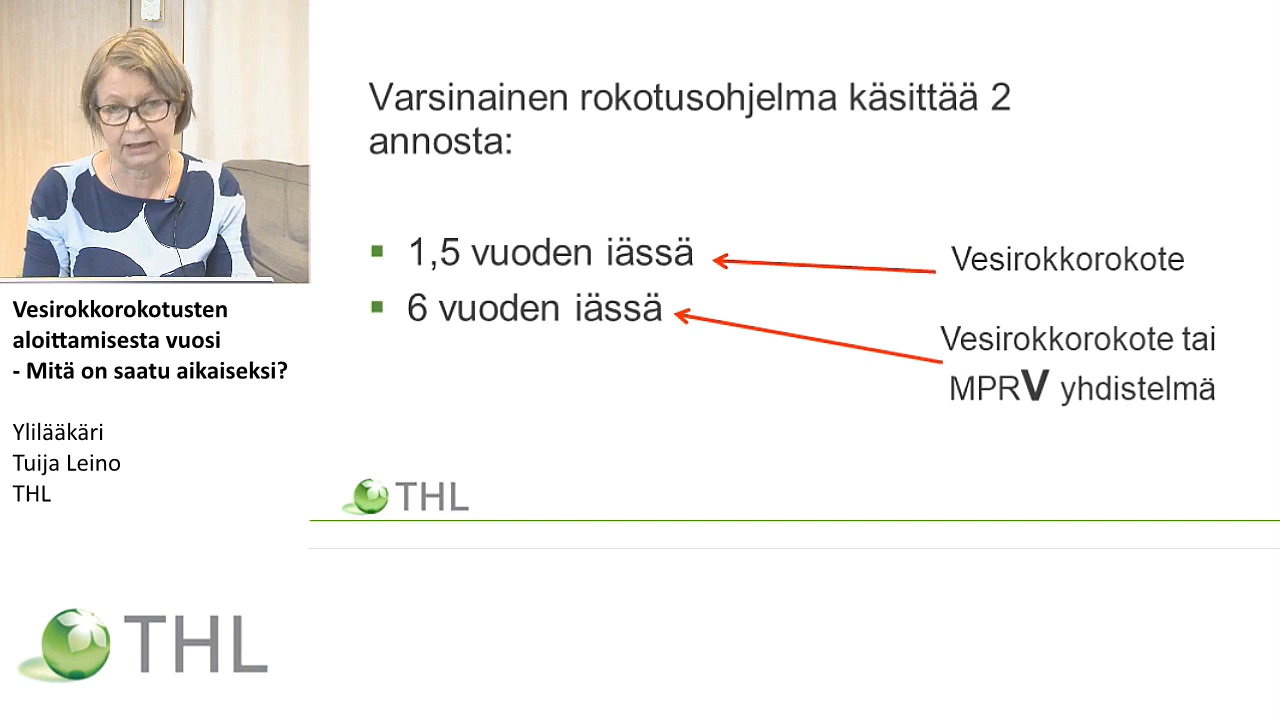 Varsinainen rokotusohjelma käsittää 2
annosta:
▪ 1,5 vuoden iässä
Vesirokkorokote
▪ 6 vuoden iässä
Vesirokkorokote tai
MPRV yhdistelmä
THL
Vesirokkorokotusten
aloittamisesta vuosi
- Mitä on saatu aikaiseksi?
Ylilääkäri
Tuija Leino
THL
THL